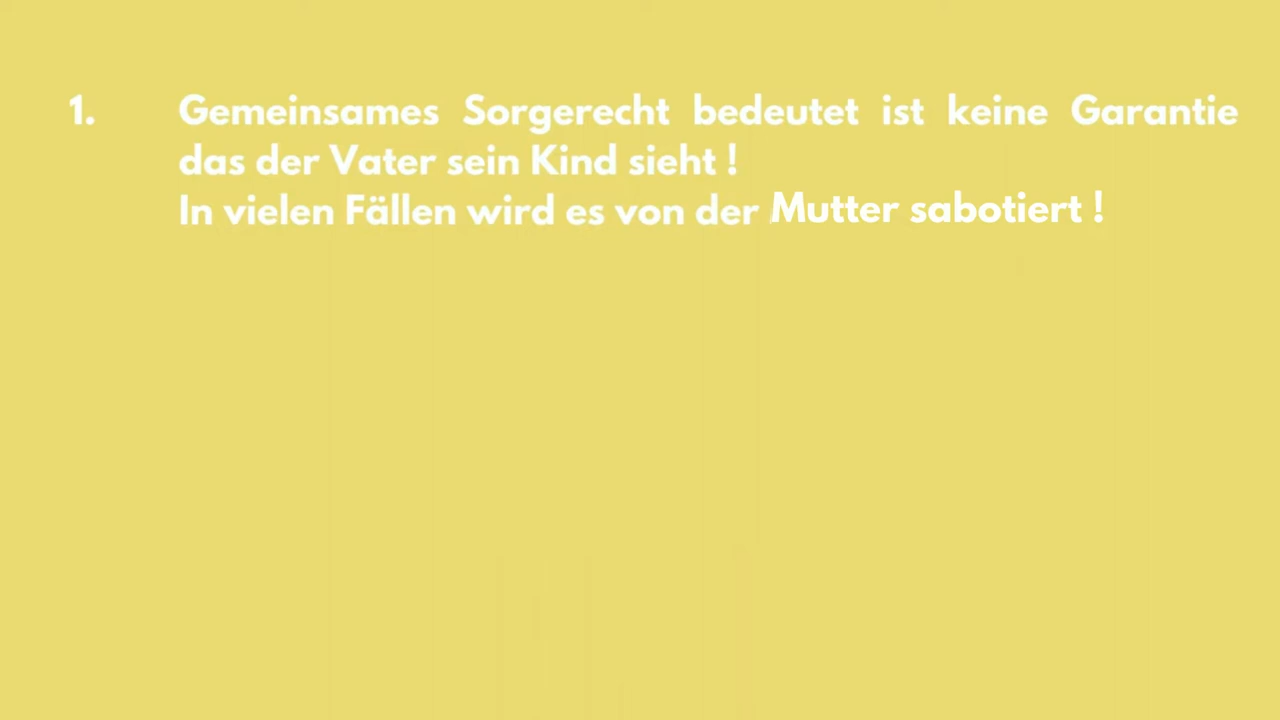 1. Gemeinsames Sorgerecht bedeutet ist keine Garantie
das der Vater sein Kind sieht !
In vielen Fällen wird es von der Mutter sabotiert !